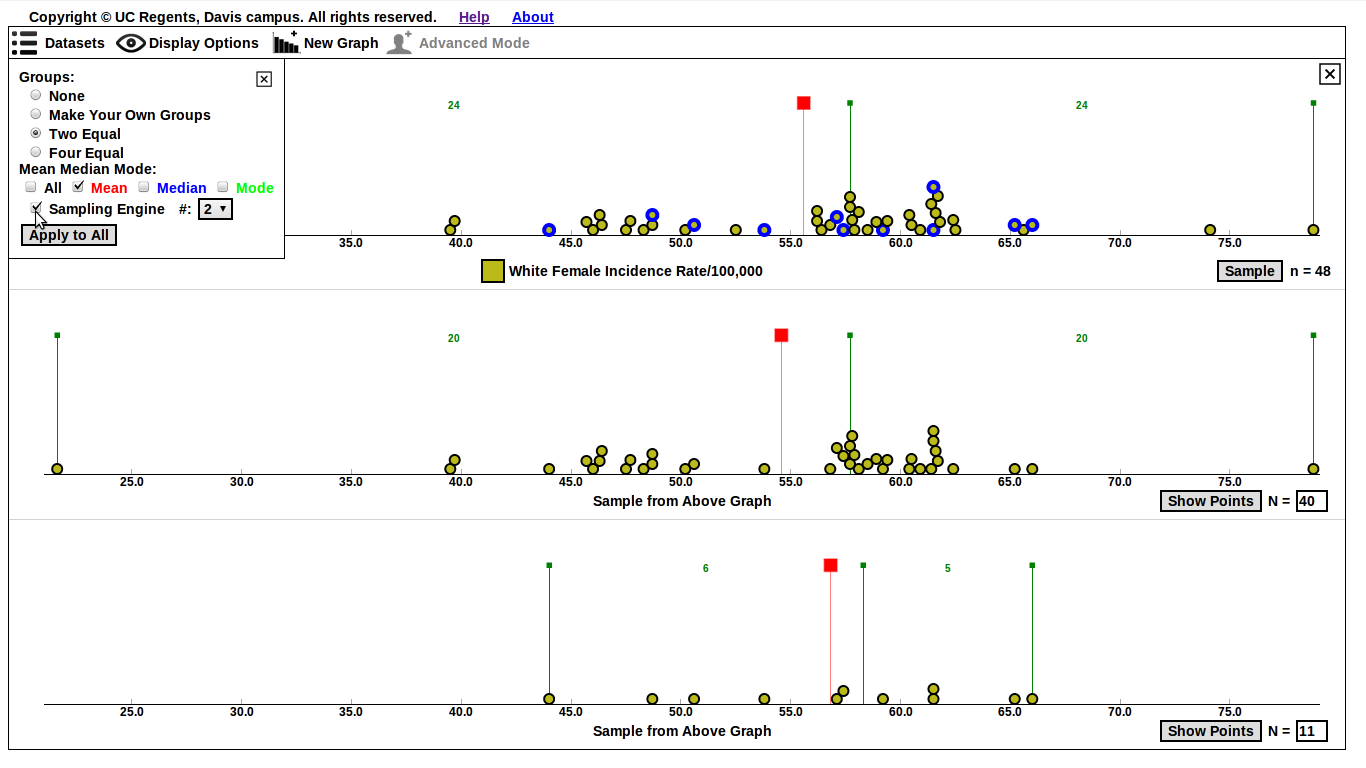 Copyright © UC Regents, Davis campus. All rights reserved. Help About
Datasets Display Options New Graph Advanced Mode
Groups:
None
Make Your Own Groups
Two Equal
Four Equal
Mean Median Mode:
All Mean Median Mode
Sampling Engine #: 2
Apply to All
24 24
35.0 40.0 45.0 50.0 55.0 60.0 65.0 70.0 75.0
White Female Incidence Rate/100,000
Sample n = 48
20 20
25.0 30.0 35.0 40.0 45.0 50.0 55.0 60.0 65.0 70.0 75.0
Sample from Above Graph
Show Points N = 40
6 5
25.0 30.0 35.0 40.0 45.0 50.0 55.0 60.0 65.0 70.0 75.0
Sample from Above Graph
Show Points N = 11